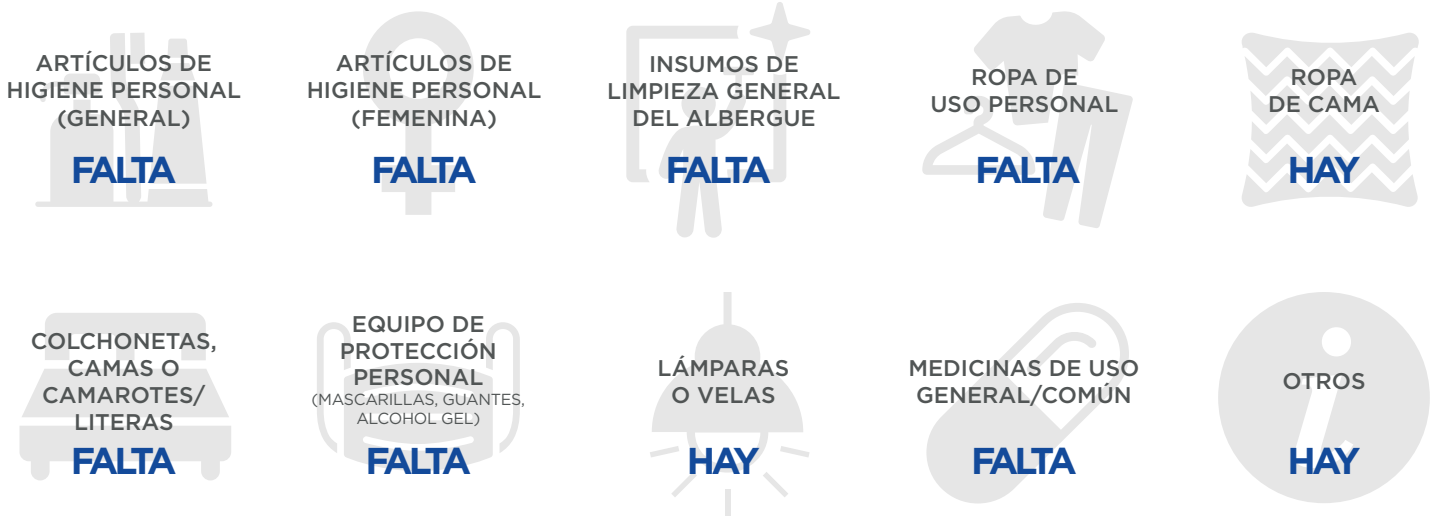 ARTÍCULOS DE
HIGIENE PERSONAL
(GENERAL)
FALTA
ARTÍCULOS DE
HIGIENE PERSONAL
(FEMENINA)
FALTA
INSUMOS DE
LIMPIEZA GENERAL
DEL ALBERGUE
FALTA
ROPA DE
USO PERSONAL
FALTA
ROPA
DE CAMA
HAY
COLCHONETAS,
CAMAS O
CAMAROTES/
LITERAS
FALTA
EQUIPO DE
PROTECCIÓN
PERSONAL
(MASCARILLAS, GUANTES,
ALCOHOL GEL)
FALTA
LÁMPARAS
O VELAS
HAY
MEDICINAS DE USO
GENERAL/COMÚN
FALTA
OTROS
HAY